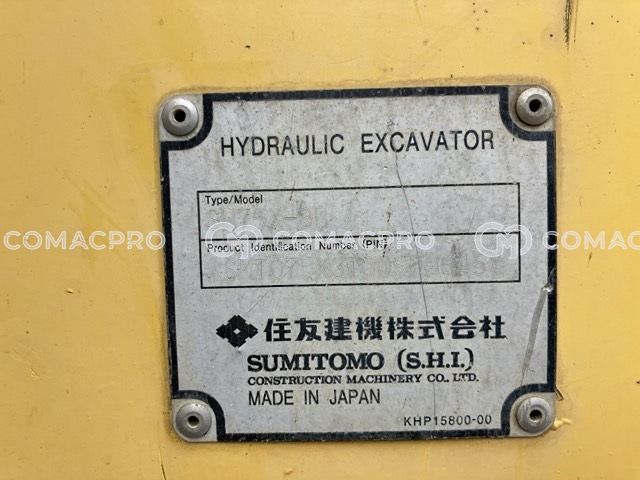 HYDRAULIC EXCAVATOR
Type/Model
COMACPRO COMACPRO COMACPRO
Product Identification Number (PIN)
住友建機株式会社
SUMITOMO (S.H.I.)
CONSTRUCTION MACHINERY CO., LTD.
MADE IN JAPAN
KHP15800-00